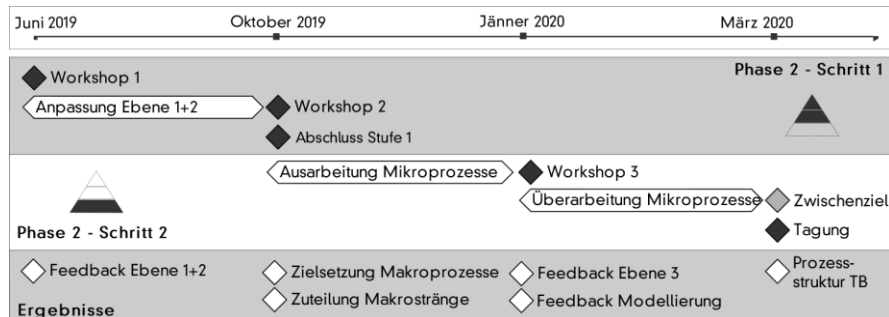 Juni 2019 Oktober 2019 Jänner 2020 März 2020
Workshop 1 Phase 2 - Schritt 1
Anpassung Ebene 1+2 Workshop 2
Abschluss Stufe 1
Ausarbeitung Mikroprozesse Workshop 3
Überarbeitung Mikroprozesse Zwischenziel
Phase 2 - Schritt 2 Tagung
Feedback Ebene 1+2 Zielsetzung Makroprozesse Feedback Ebene 3 Prozess-
struktur TB
Ergebnisse Zuteilung Makrostränge Feedback Modellierung